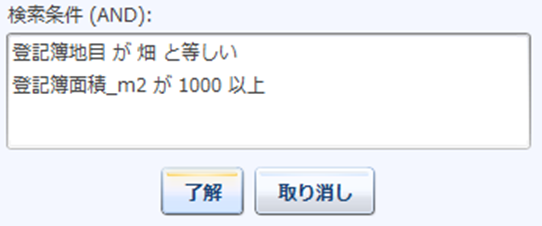 検索条件 (AND):
登記簿地目 が 畑 と等しい
登記簿面積_m2 が 1000 以上
了解
取り消し